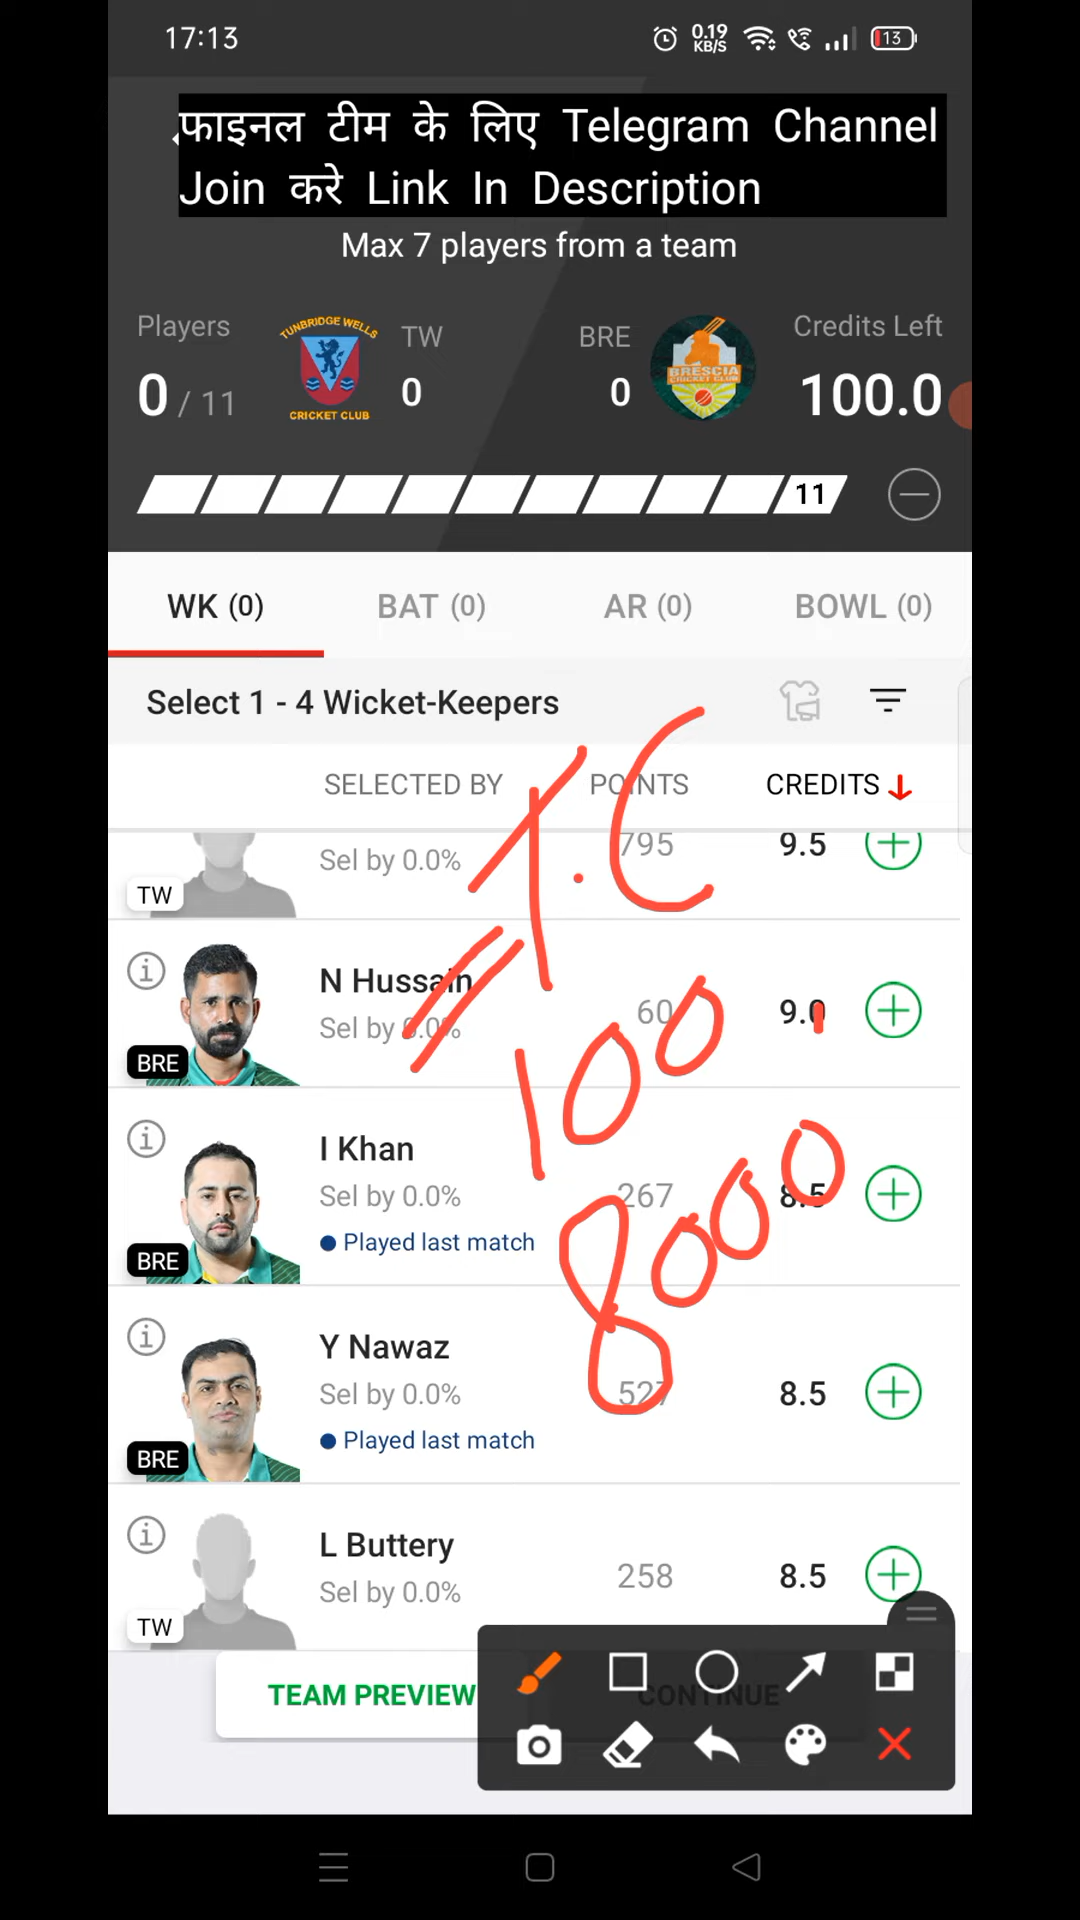 17:13
0.19
KB/S
13
फाइनल टीम के लिए Telegram Channel
Join करे Link In Description
Max 7 players from a team
Players
TUNBRIDGE WELLS
CRICKET CLUB
TW
BRE
BRESCIA
CRICKET CLUB
Credits Left
0 / 11
0
0
100.0
11
WK (0)
BAT (0)
AR (0)
BOWL (0)
Select 1 - 4 Wicket-Keepers
SELECTED BY
POINTS
CREDITS
T.C
Sel by 0.0%
795
9.5
TW
N Hussain
Sel by 0.0%
60
9.0
BRE
100
I Khan
Sel by 0.0%
267
8.5
Played last match
BRE
8000
Y Nawaz
Sel by 0.0%
527
8.5
Played last match
BRE
L Buttery
Sel by 0.0%
258
8.5
TW
TEAM PREVIEW
CONTINUE